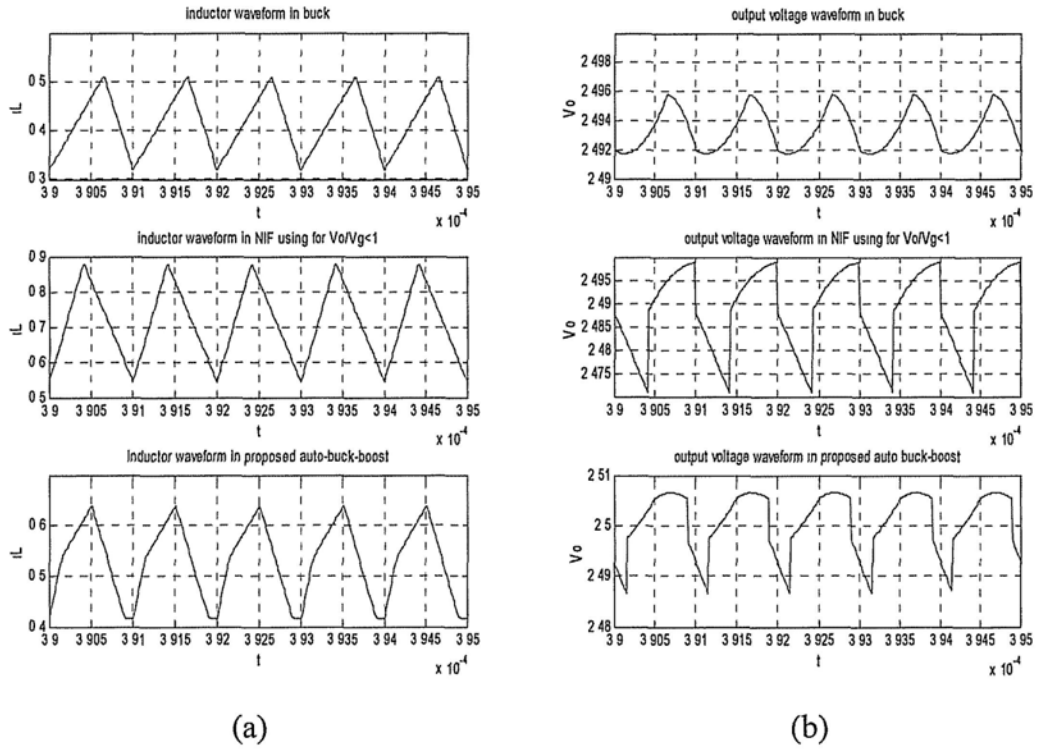 inductor waveform in buck
0 5
0 4
0 3
iL
3 9 3 905 3 91 3 915 3 92 3 925 3 93 3 935 3 94 3 945 3 95
t
x 10⁻⁴
inductor waveform in NIF using for Vo/Vg<1
0 9
0 8
0 7
0 6
0 5
iL
3 9 3 905 3 91 3 915 3 92 3 925 3 93 3 935 3 94 3 945 3 95
t
x 10⁻⁴
Inductor waveform in proposed auto-buck-boost
0 6
0 5
0 4
iL
3 9 3 905 3 91 3 915 3 92 3 925 3 93 3 935 3 94 3 945 3 95
t
x 10⁻⁴
(a)
output voltage waveform in buck
2 498
2 496
2 494
2 492
2 49
Vo
3 9 3 905 3 91 3 915 3 92 3 925 3 93 3 935 3 94 3 945 3 95
t
x 10⁻⁴
output voltage waveform in NIF using for Vo/Vg<1
2 495
2 49
2 485
2 48
2 475
Vo
3 9 3 905 3 91 3 915 3 92 3 925 3 93 3 935 3 94 3 945 3 95
t
x 10⁻⁴
output voltage waveform in proposed auto buck-boost
2 51
2 5
2 49
2 48
Vo
3 9 3 905 3 91 3 915 3 92 3 925 3 93 3 935 3 94 3 945 3 95
t
x 10⁻⁴
(b)